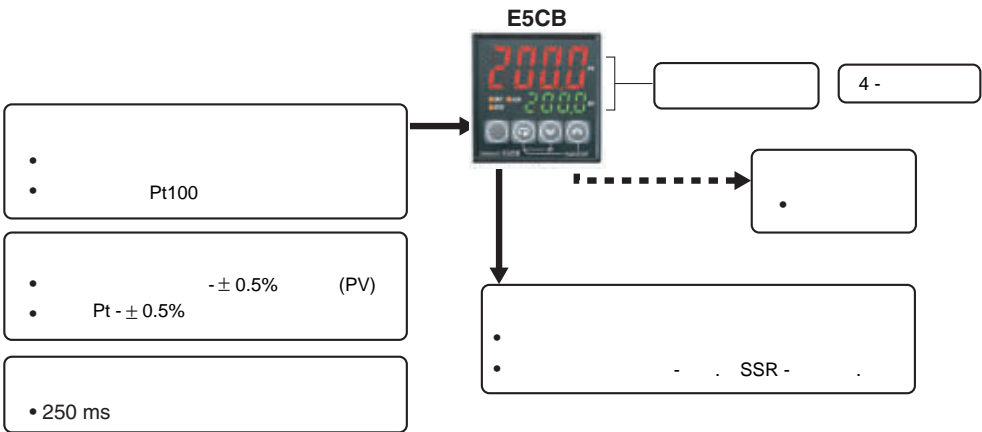 E5CB
2000
200.0
4 -
• 
• Pt100
• 
• - ± 0.5% (PV)
• Pt - ± 0.5%
• 
• - . SSR - .
• 250 ms